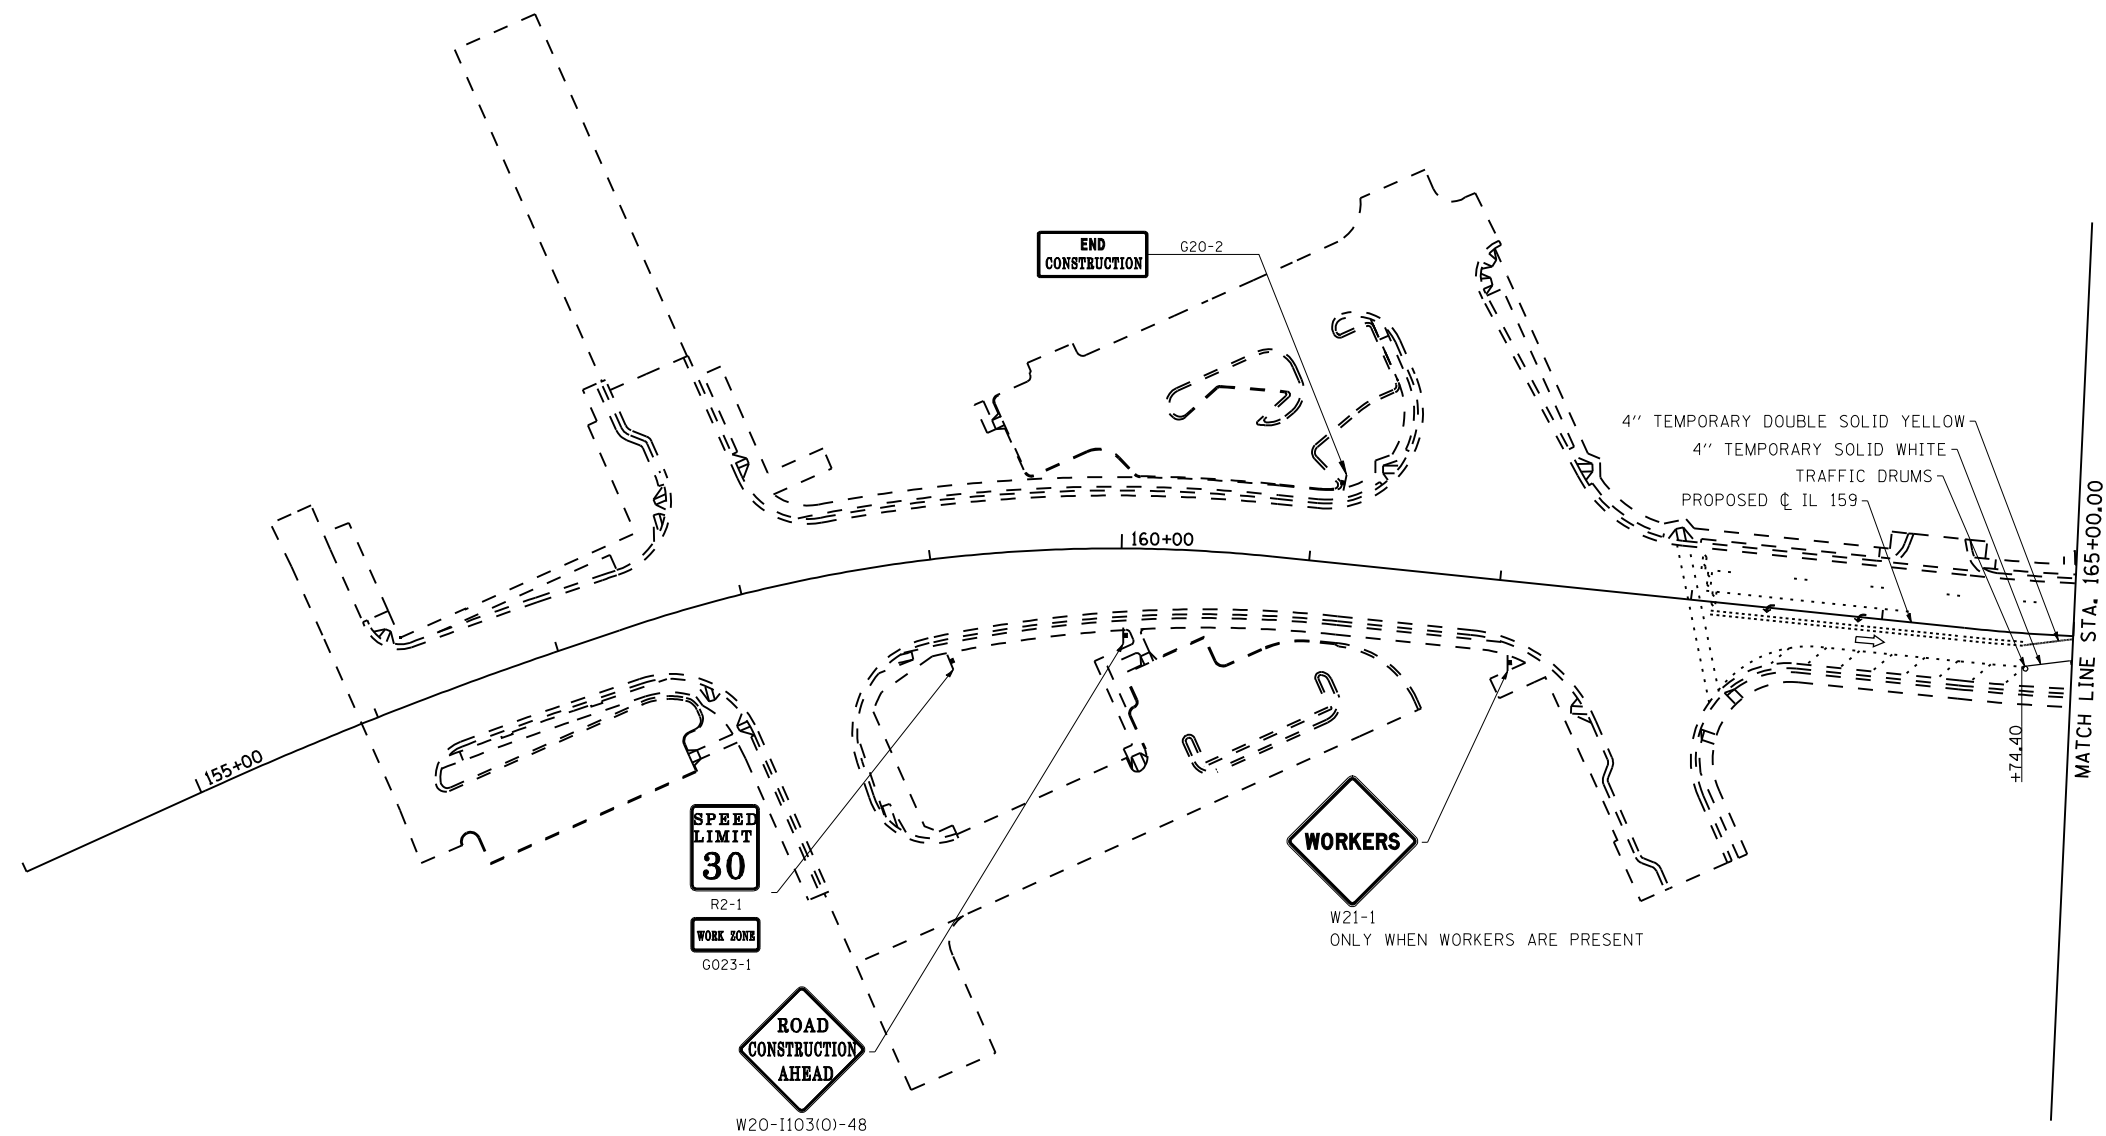 END
CONSTRUCTION
G20-2
4'' TEMPORARY DOUBLE SOLID YELLOW
4'' TEMPORARY SOLID WHITE
TRAFFIC DRUMS
PROPOSED ℄ IL 159
160+00
155+00
MATCH LINE STA. 165+00.00
+74.40
SPEED
LIMIT
30
R2-1
WORK ZONE
G023-1
WORKERS
W21-1
ONLY WHEN WORKERS ARE PRESENT
ROAD
CONSTRUCTION
AHEAD
W20-I103(0)-48